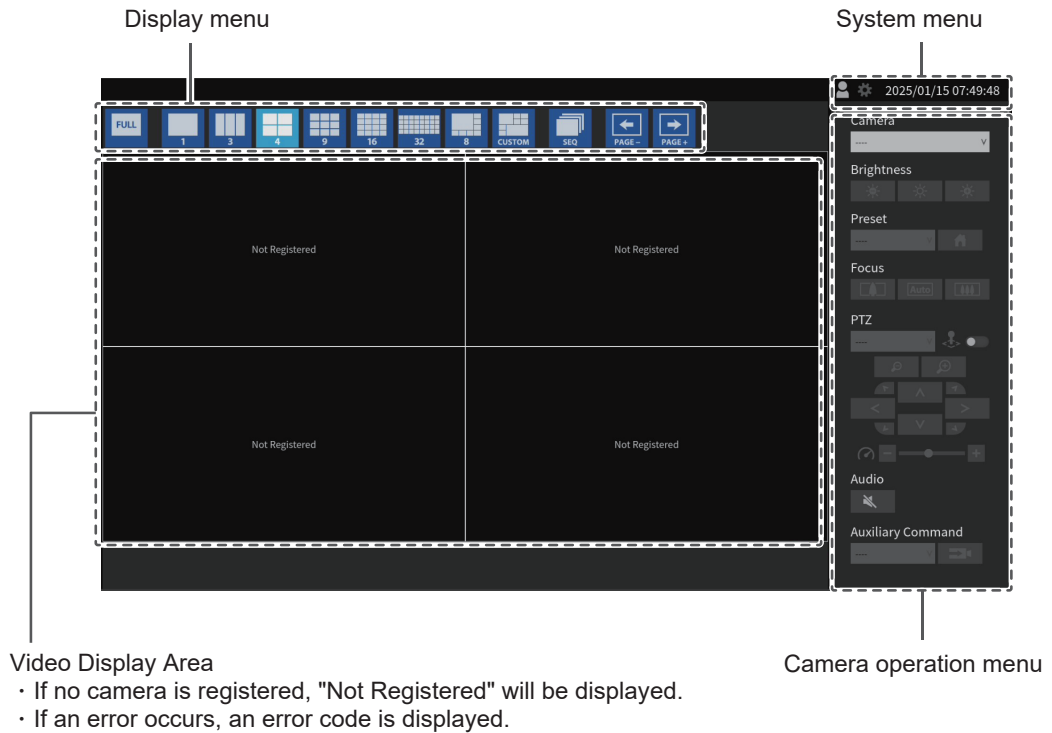 Display menu
System menu
2025/01/15 07:49:48
FULL
1
3
4
9
16
32
8
CUSTOM
SEQ
PAGE −
PAGE +
Camera
----
Brightness
Preset
----
Focus
Auto
PTZ
----
Audio
Auxiliary Command
----
Not Registered
Not Registered
Not Registered
Not Registered
Video Display Area
・If no camera is registered, "Not Registered" will be displayed.
・If an error occurs, an error code is displayed.
Camera operation menu